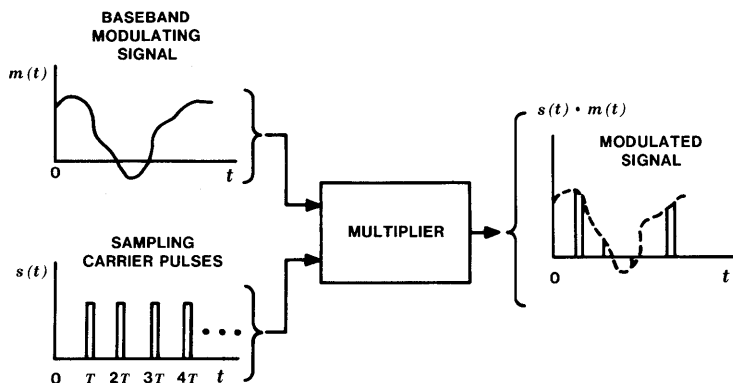 BASEBAND
MODULATING
SIGNAL
m(t)
0
t
SAMPLING
CARRIER PULSES
s(t)
0 T 2T 3T 4T t
MULTIPLIER
s(t) • m(t)
MODULATED
SIGNAL
0
t